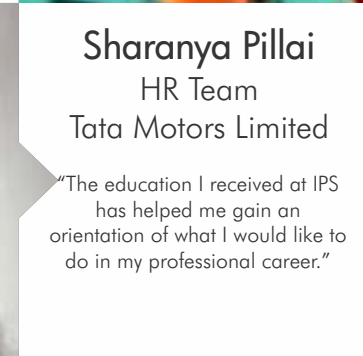 Sharanya Pillai
HR Team
Tata Motors Limited
“The education I received at IPS
has helped me gain an
orientation of what I would like to
do in my professional career.”